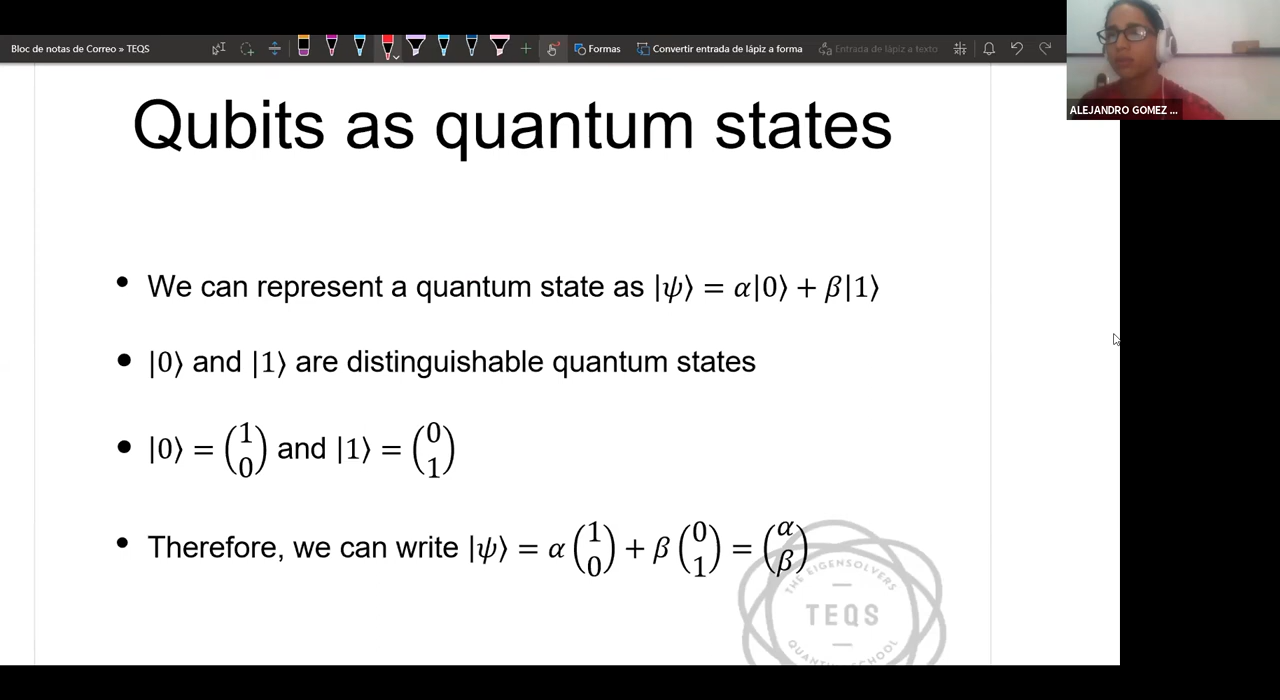 Bloc de notas de Correo » TEQS
Formas
Convertir entrada de lápiz a forma
Entrada de lápiz a texto
ALEJANDRO GOMEZ ...
Qubits as quantum states
• We can represent a quantum state as |ψ⟩ = α|0⟩ + β|1⟩
• |0⟩ and |1⟩ are distinguishable quantum states
• |0⟩ = (1 0) and |1⟩ = (0 1)
• Therefore, we can write |ψ⟩ = α (1 0) + β (0 1) = (α β)
THE EIGENSOLVERS
TEQS